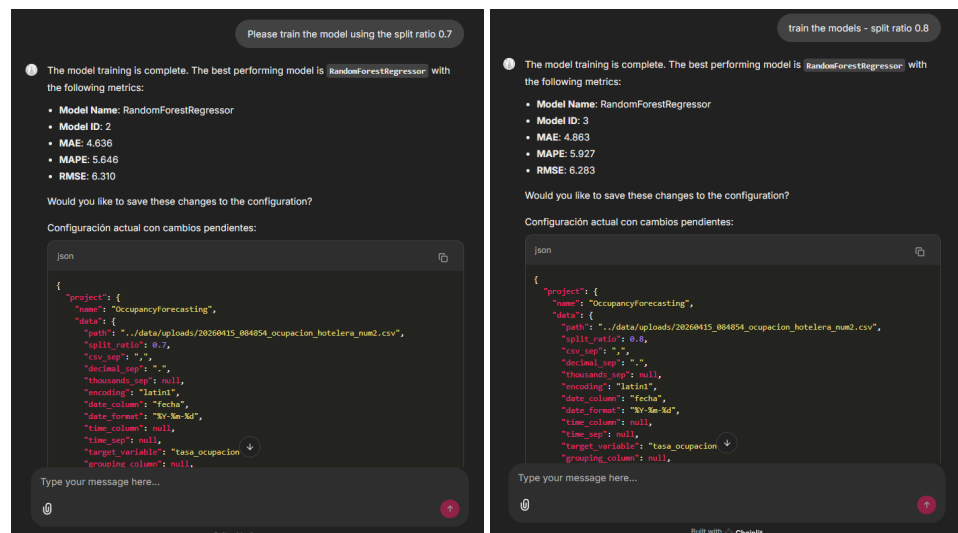 Please train the model using the split ratio 0.7
The model training is complete. The best performing model is RandomForestRegressor with
the following metrics:
• Model Name: RandomForestRegressor
• Model ID: 2
• MAE: 4.636
• MAPE: 5.646
• RMSE: 6.310
Would you like to save these changes to the configuration?
Configuración actual con cambios pendientes:
json
{
"project": {
"name": "OccupancyForecasting",
"data": {
"path": "../data/uploads/20260415_084854_ocupacion_hotelera_num2.csv",
"split_ratio": 0.7,
"csv_sep": ",",
"decimal_sep": ".",
"thousands_sep": null,
"encoding": "latin1",
"date_column": "fecha",
"date_format": "%Y-%m-%d",
"time_column": null,
"time_sep": null,
"target_variable": "tasa_ocupacion
"grouping_column": null,
Type your message here...
train the models - split ratio 0.8
The model training is complete. The best performing model is RandomForestRegressor with
the following metrics:
• Model Name: RandomForestRegressor
• Model ID: 3
• MAE: 4.863
• MAPE: 5.927
• RMSE: 6.283
Would you like to save these changes to the configuration?
Configuración actual con cambios pendientes:
json
{
"project": {
"name": "OccupancyForecasting",
"data": {
"path": "../data/uploads/20260415_084854_ocupacion_hotelera_num2.csv",
"split_ratio": 0.8,
"csv_sep": ",",
"decimal_sep": ".",
"thousands_sep": null,
"encoding": "latin1",
"date_column": "fecha",
"date_format": "%Y-%m-%d",
"time_column": null,
"time_sep": null,
"target_variable": "tasa_ocupacion
"grouping_column": null,
Type your message here...
Built with Chainlit